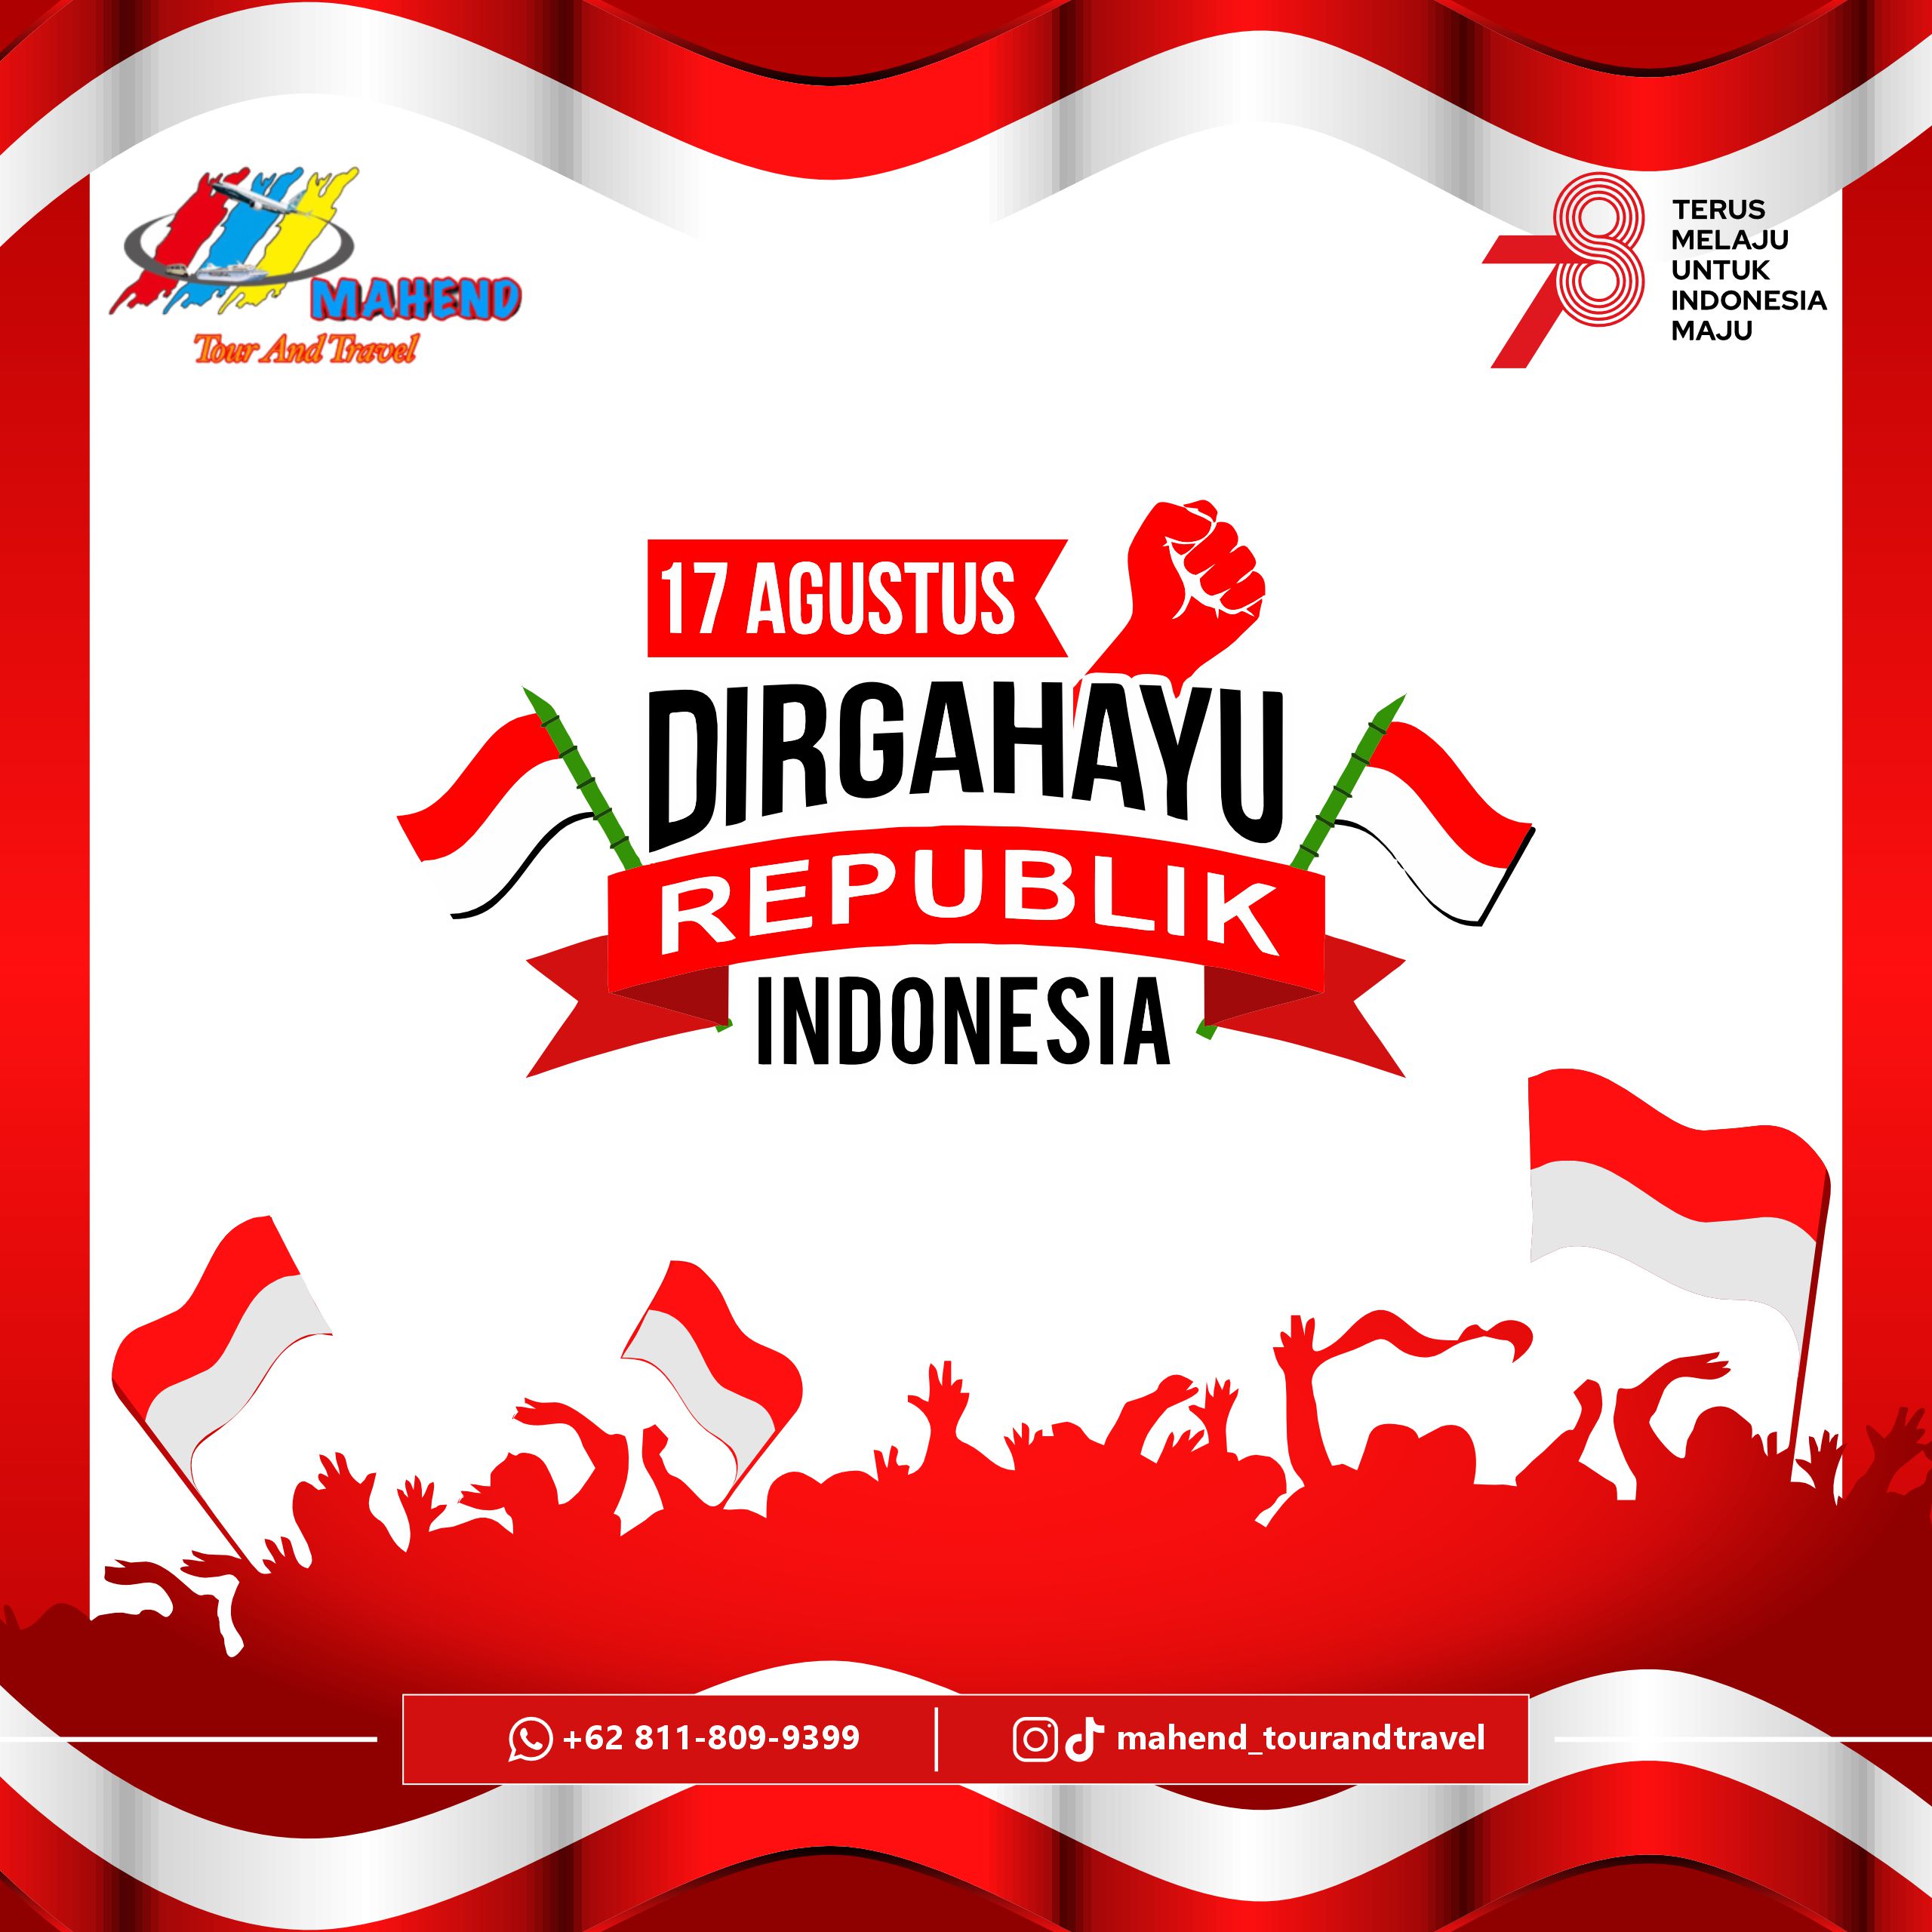 MAHEND
Tour And Travel
78
TERUS
MELAJU
UNTUK
INDONESIA
MAJU
17 AGUSTUS
DIRGAHAYU
REPUBLIK
INDONESIA
+62 811-809-9399
mahend_tourandtravel